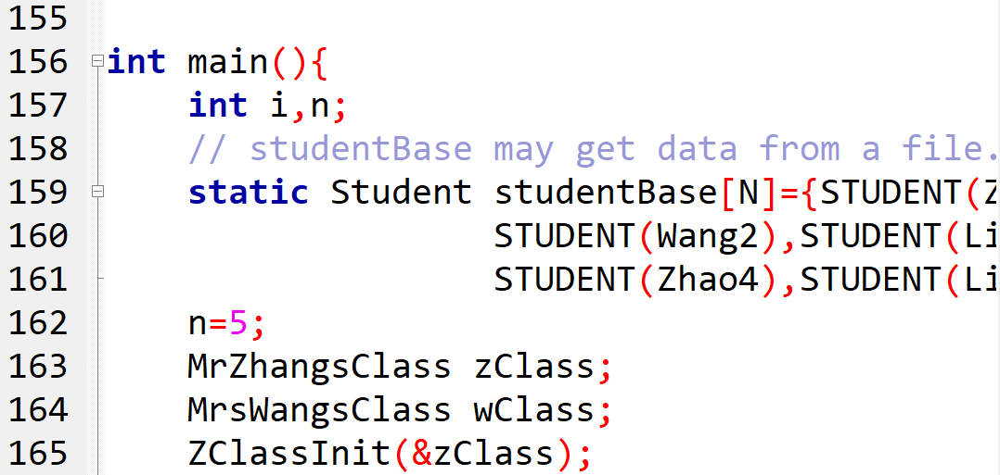 155
156 int main(){
157 int i,n;
158 // studentBase may get data from a file.
159 static Student studentBase[N]={STUDENT(Z
160 STUDENT(Wang2),STUDENT(Li
161 STUDENT(Zhao4),STUDENT(Li
162 n=5;
163 MrZhangsClass zClass;
164 MrsWangsClass wClass;
165 ZClassInit(&zClass);